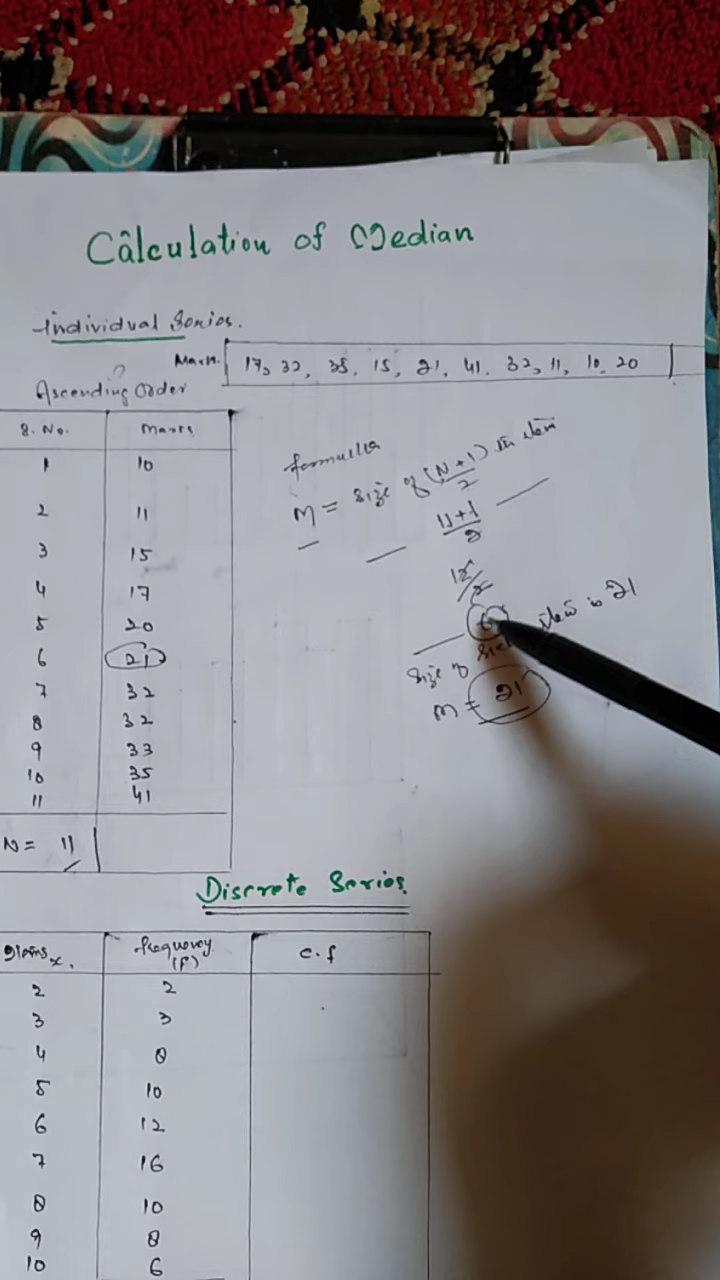 Calculation of Median
Individual Series.
Marks 17, 32, 35, 15, 21, 41. 32, 11, 10, 20
Ascending Order
S. No. Marks
1 10
2 11
3 15
4 17
5 20
6 21
7 32
8 32
9 33
10 35
11 41
N = 11
formulla
M = Size of (N+1)/2 th item
11+1/2
12/2
6
Size of item is 21
M = 21
Discrete Series.
Items x. frequency (f) c.f
2 2
3 3
4 8
5 10
6 12
7 16
8 10
9 8
10 6